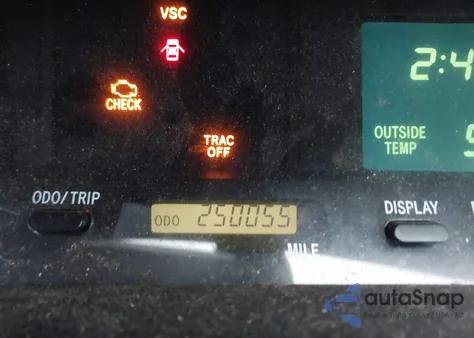 VSC
2:4
CHECK
TRAC
OFF
OUTSIDE
TEMP
ODO/TRIP
ODO 250055
DISPLAY
MILE
autoSnap